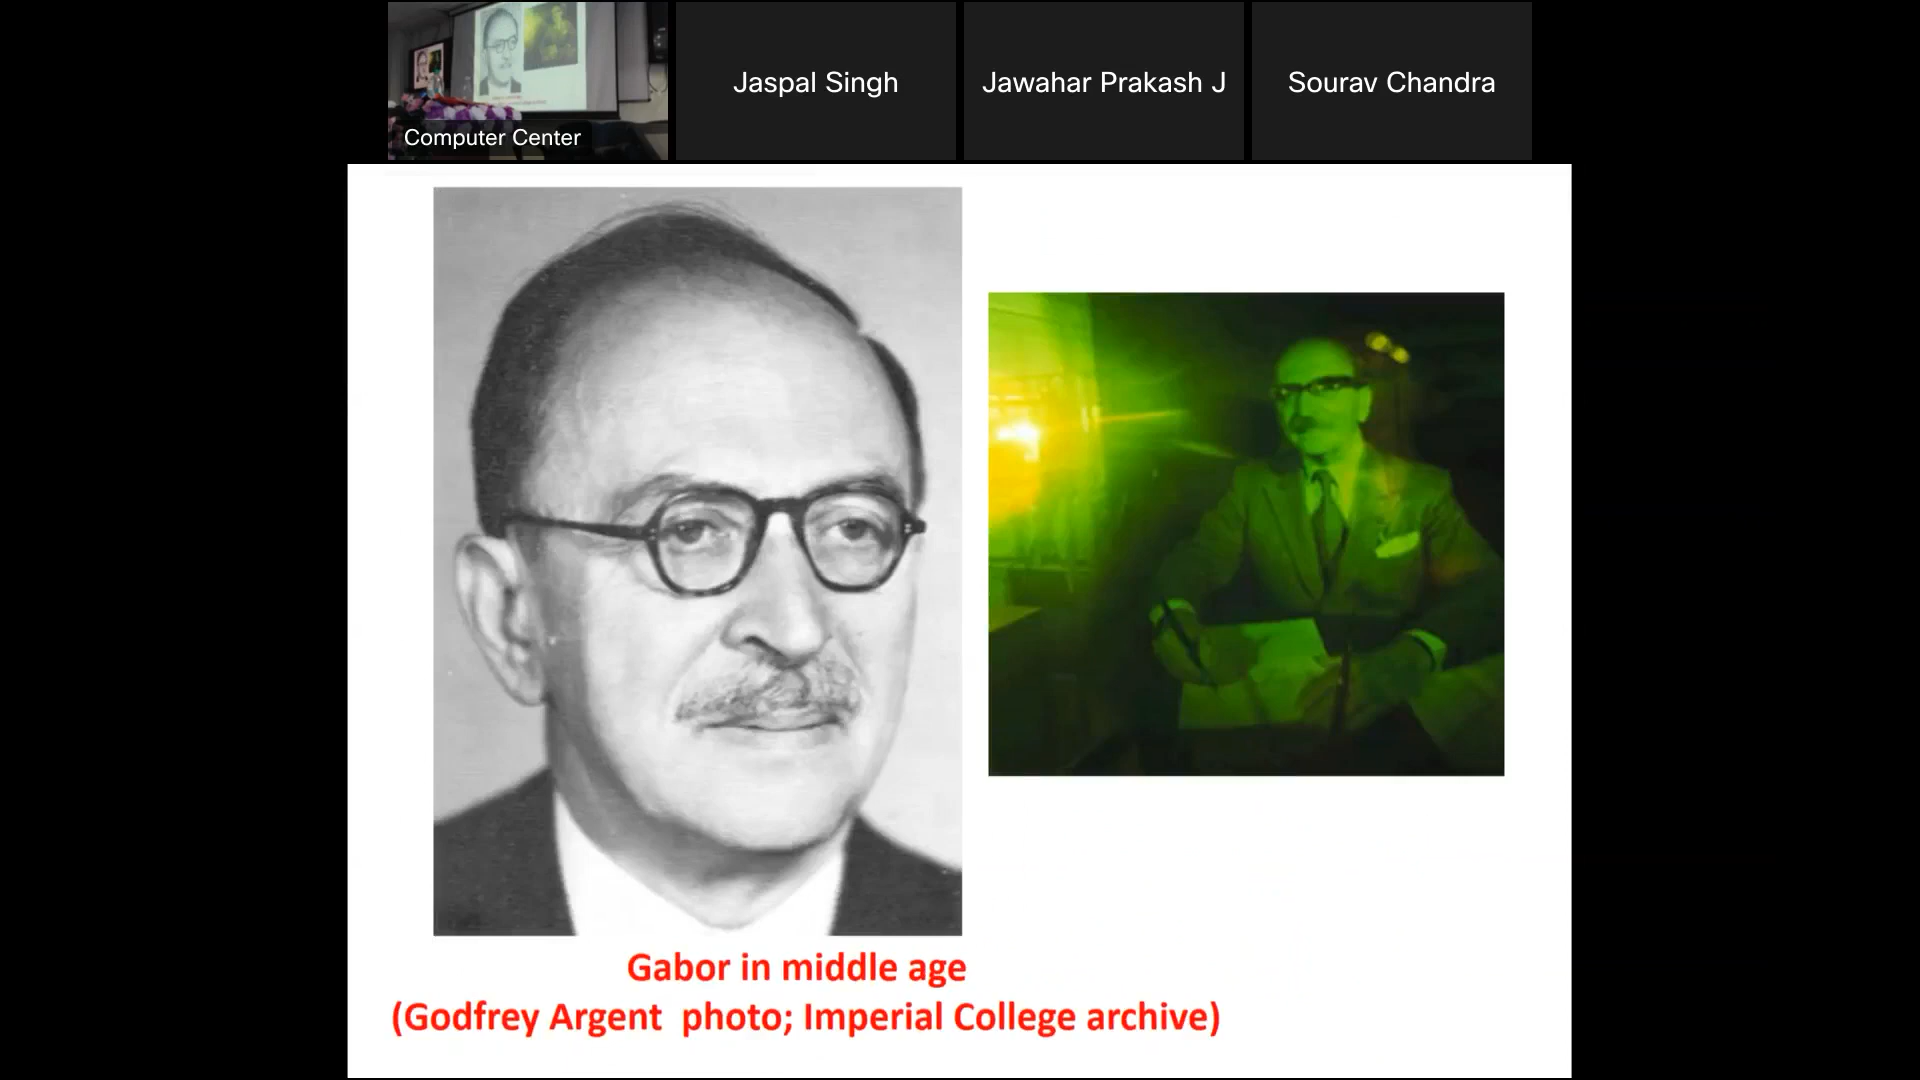 Computer Center
Jaspal Singh
Jawahar Prakash J
Sourav Chandra
Gabor in middle age
(Godfrey Argent photo; Imperial College archive)